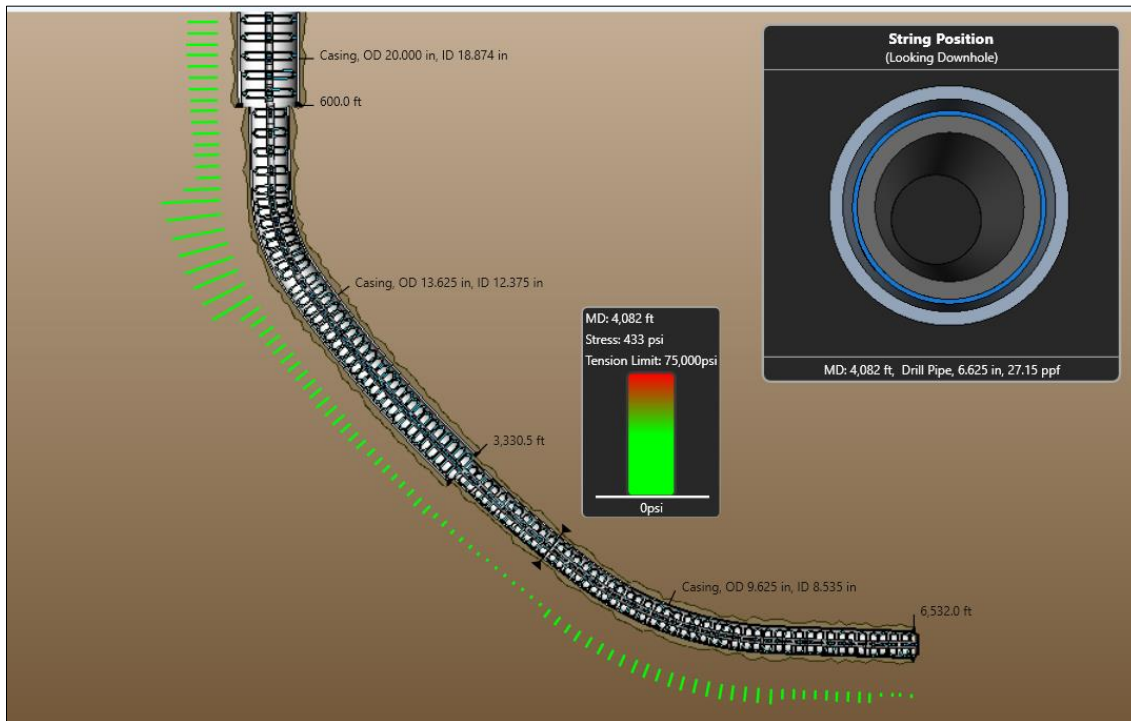 String Position
(Looking Downhole)
Casing, OD 20.000 in, ID 18.874 in
600.0 ft
Casing, OD 13.625 in, ID 12.375 in
MD: 4,082 ft
Stress: 433 psi
Tension Limit: 75,000psi
0psi
MD: 4,082 ft, Drill Pipe, 6.625 in, 27.15 ppf
3,330.5 ft
Casing, OD 9.625 in, ID 8.535 in
6,532.0 ft